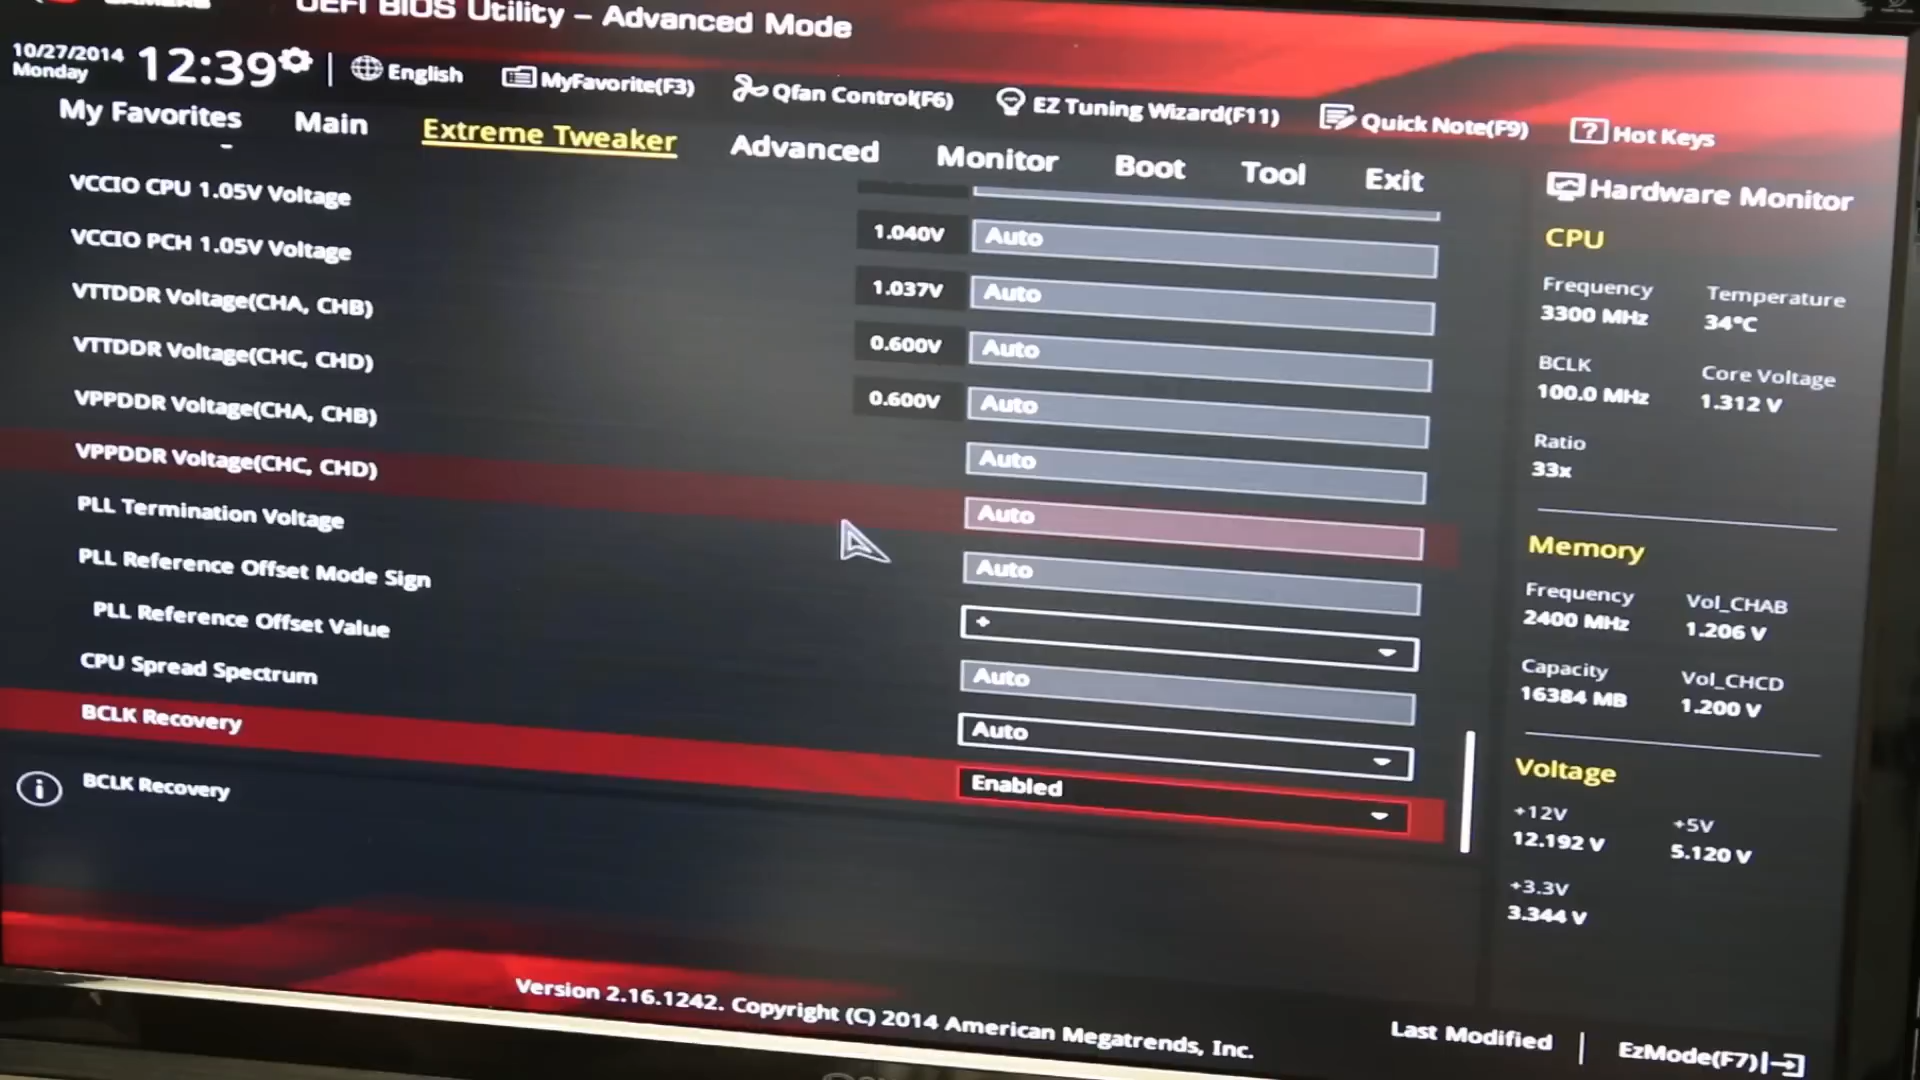 UEFI BIOS Utility – Advanced Mode
10/27/2014
Monday
12:39
English
MyFavorite(F3)
Qfan Control(F6)
EZ Tuning Wizard(F11)
Quick Note(F9)
? Hot Keys
My Favorites
Main
Extreme Tweaker
Advanced
Monitor
Boot
Tool
Exit
VCCIO CPU 1.05V Voltage 1.040V Auto
VCCIO PCH 1.05V Voltage 1.037V Auto
VTTDDR Voltage(CHA, CHB) 0.600V Auto
VTTDDR Voltage(CHC, CHD) 0.600V Auto
VPPDDR Voltage(CHA, CHB) Auto
VPPDDR Voltage(CHC, CHD) Auto
PLL Termination Voltage Auto
PLL Reference Offset Mode Sign +
PLL Reference Offset Value Auto
CPU Spread Spectrum Auto
BCLK Recovery Enabled
i BCLK Recovery
Hardware Monitor
CPU
Frequency Temperature
3300 MHz 34°C
BCLK Core Voltage
100.0 MHz 1.312 V
Ratio
33x
Memory
Frequency Vol_CHAB
2400 MHz 1.206 V
Capacity Vol_CHCD
16384 MB 1.200 V
Voltage
+12V +5V
12.192 V 5.120 V
+3.3V
3.344 V
Version 2.16.1242. Copyright (C) 2014 American Megatrends, Inc.
Last Modified
EzMode(F7)